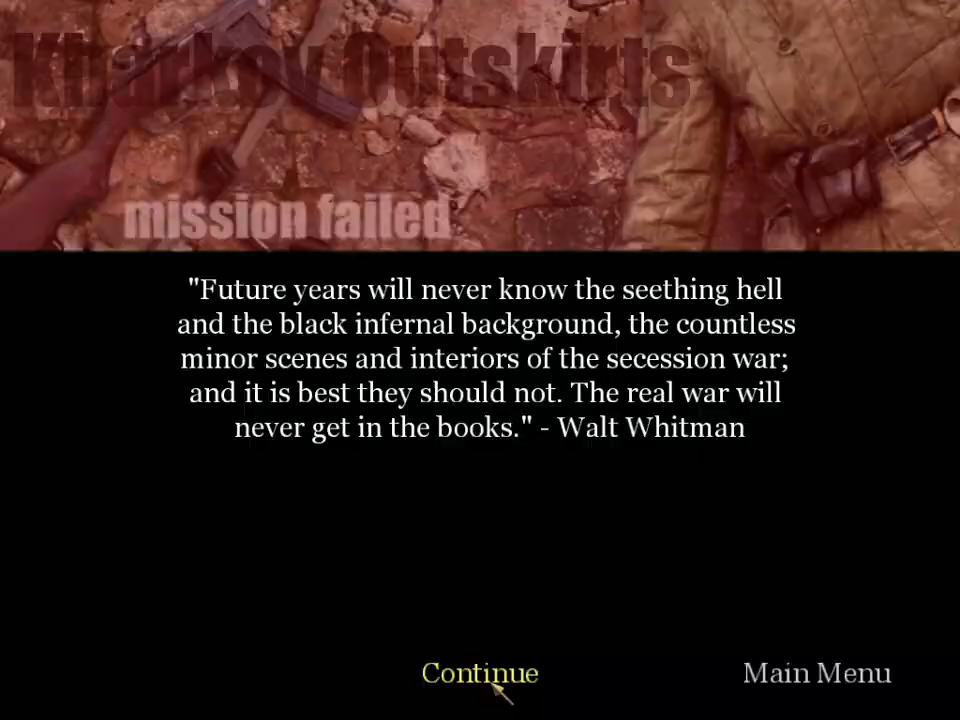 Kharkov Outskirts
mission failed
"Future years will never know the seething hell
and the black infernal background, the countless
minor scenes and interiors of the secession war;
and it is best they should not. The real war will
never get in the books." - Walt Whitman
Continue
Main Menu